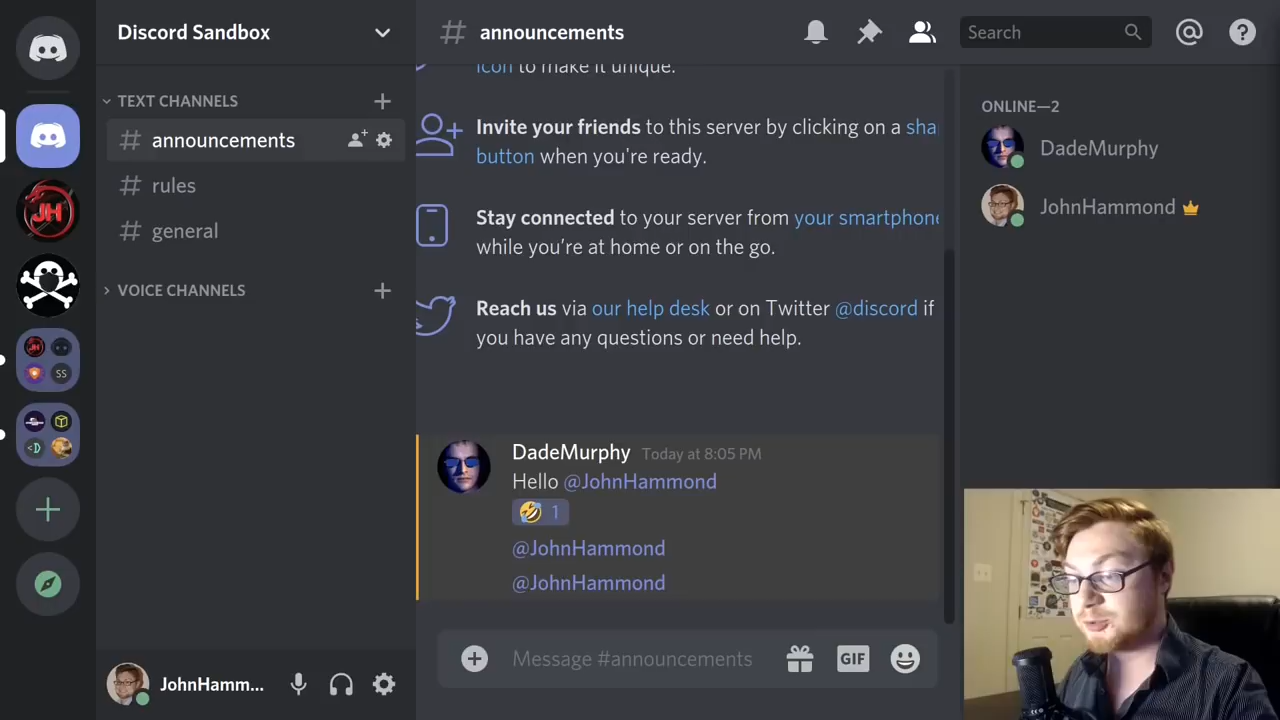 Discord Sandbox
TEXT CHANNELS
announcements
rules
general
VOICE CHANNELS
JH
JH
SS
JohnHamm...
announcements
Search
icon to make it unique.
Invite your friends to this server by clicking on a sha
button when you're ready.
Stay connected to your server from your smartphone
while you're at home or on the go.
Reach us via our help desk or on Twitter @discord if
you have any questions or need help.
DadeMurphy Today at 8:05 PM
Hello @JohnHammond
1
@JohnHammond
@JohnHammond
Message #announcements
GIF
ONLINE—2
DadeMurphy
JohnHammond